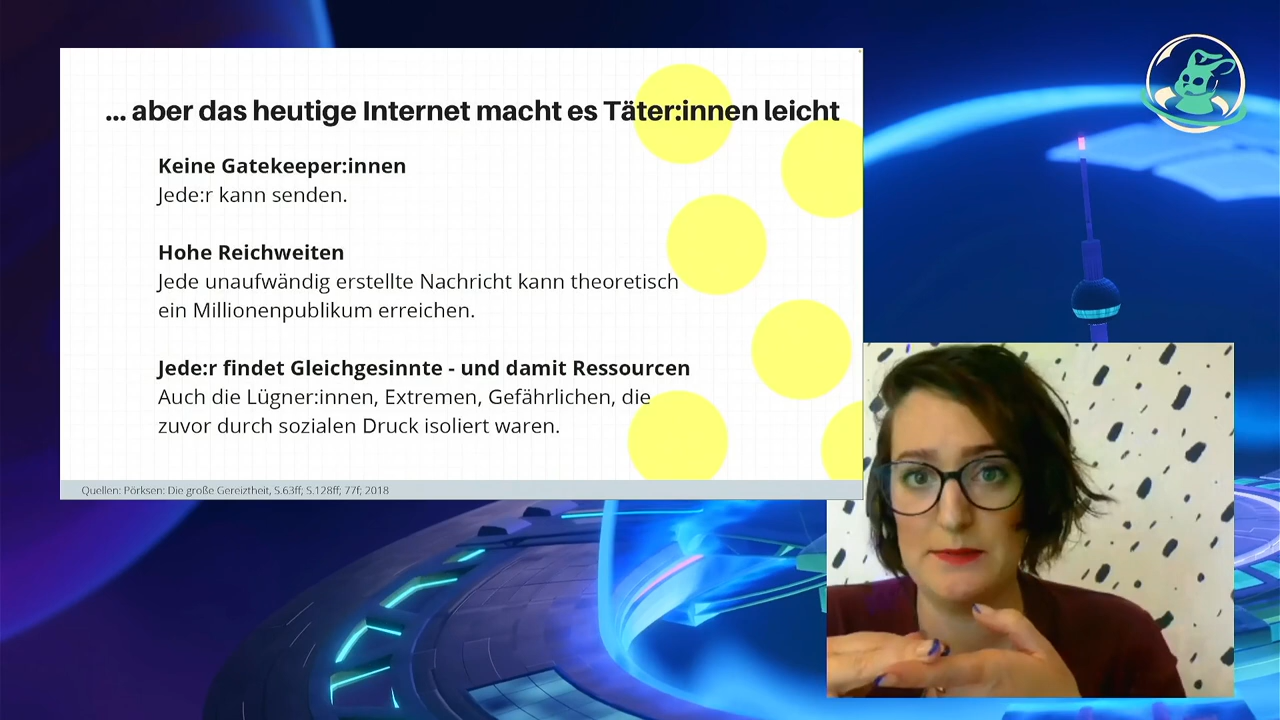 ... aber das heutige Internet macht es Täter:innen leicht
Keine Gatekeeper:innen
Jede:r kann senden.
Hohe Reichweiten
Jede unaufwändig erstellte Nachricht kann theoretisch
ein Millionenpublikum erreichen.
Jede:r findet Gleichgesinnte - und damit Ressourcen
Auch die Lügner:innen, Extremen, Gefährlichen, die
zuvor durch sozialen Druck isoliert waren.
Quellen: Pörksen: Die große Gereiztheit, S.63ff; S.128ff; 77f; 2018